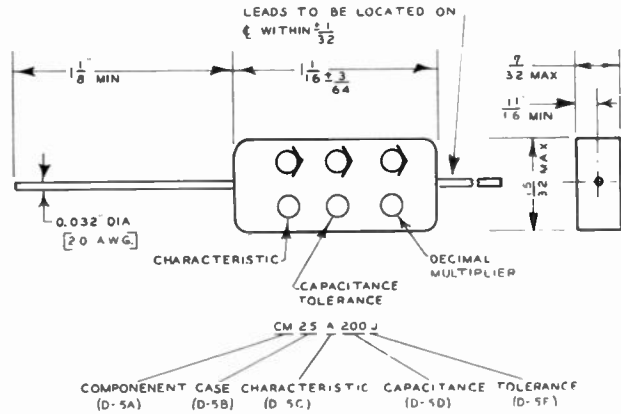 LEADS TO BE LOCATED ON
℄ WITHIN ± 1/32
1 1/8" MIN
1 1/16 ± 3/64
7/32 MAX
11/16 MIN
15/32 MAX
0.032" DIA
[20 AWG.]
CHARACTERISTIC
CAPACITANCE
TOLERANCE
DECIMAL
MULTIPLIER
CM 25 A 200 J
COMPONENENT CASE CHARACTERISTIC CAPACITANCE TOLERANCE
(D-5A) (D-5B) (D-5C) (D-5D) (D-5E)